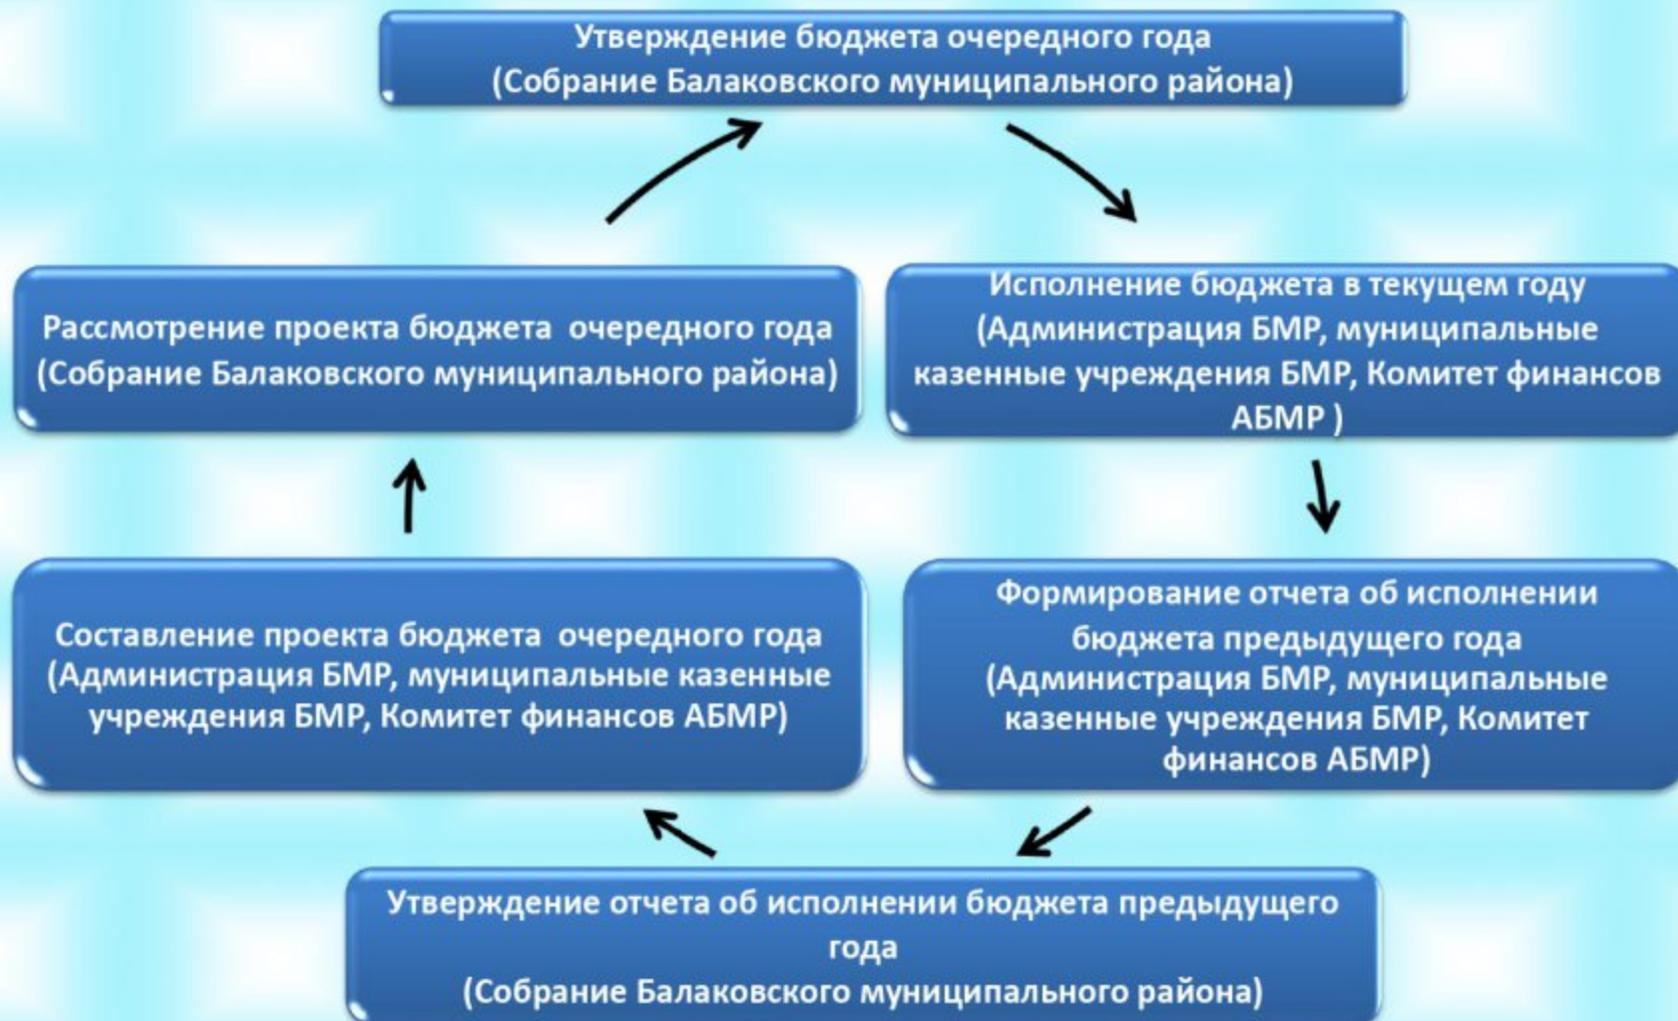 Утверждение бюджета очередного года
(Собрание Балаковского муниципального района)
Рассмотрение проекта бюджета очередного года
(Собрание Балаковского муниципального района)
Исполнение бюджета в текущем году
(Администрация БМР, муниципальные
казенные учреждения БМР, Комитет финансов
АБМР )
Составление проекта бюджета очередного года
(Администрация БМР, муниципальные казенные
учреждения БМР, Комитет финансов АБМР)
Формирование отчета об исполнении
бюджета предыдущего года
(Администрация БМР, муниципальные
казенные учреждения БМР, Комитет
финансов АБМР)
Утверждение отчета об исполнении бюджета предыдущего
года
(Собрание Балаковского муниципального района)